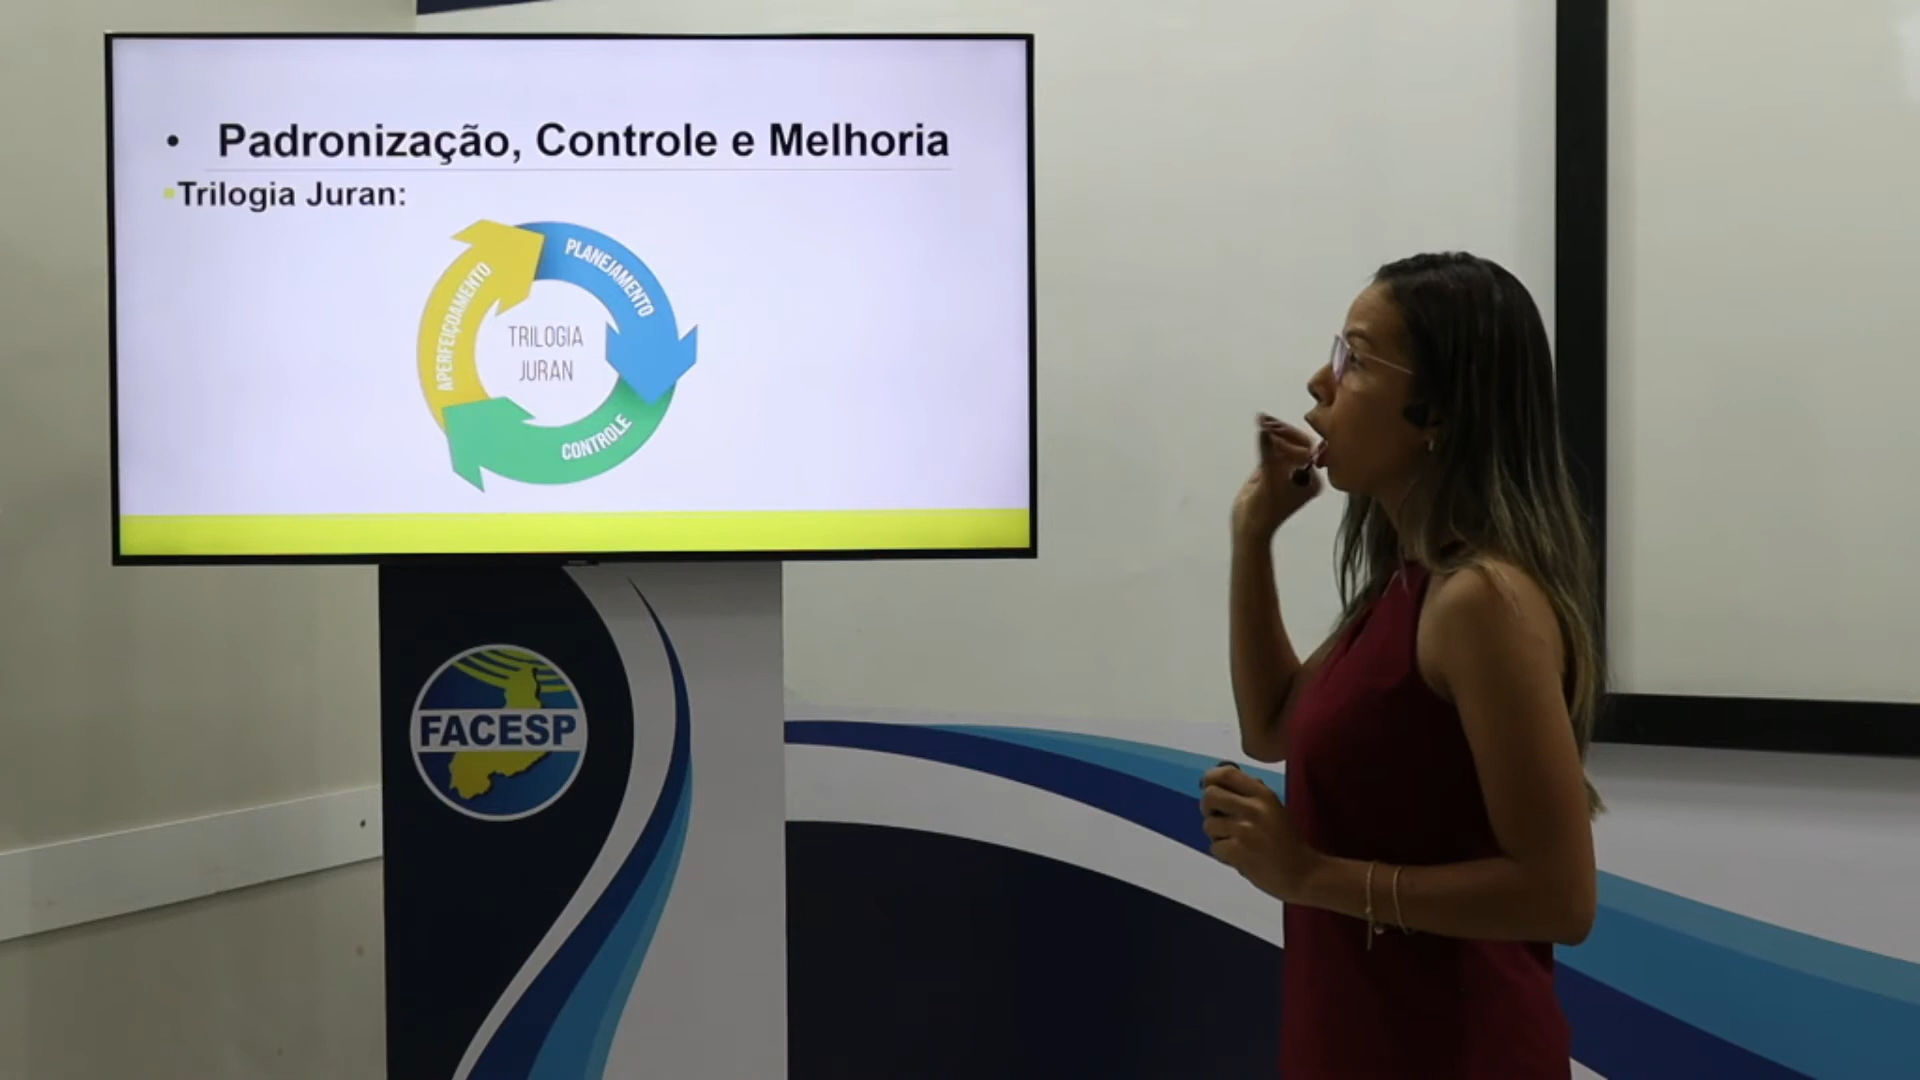 • Padronização, Controle e Melhoria
Trilogia Juran:
PLANEJAMENTO
APERFEIÇOAMENTO
TRILOGIA
JURAN
CONTROLE
FACESP